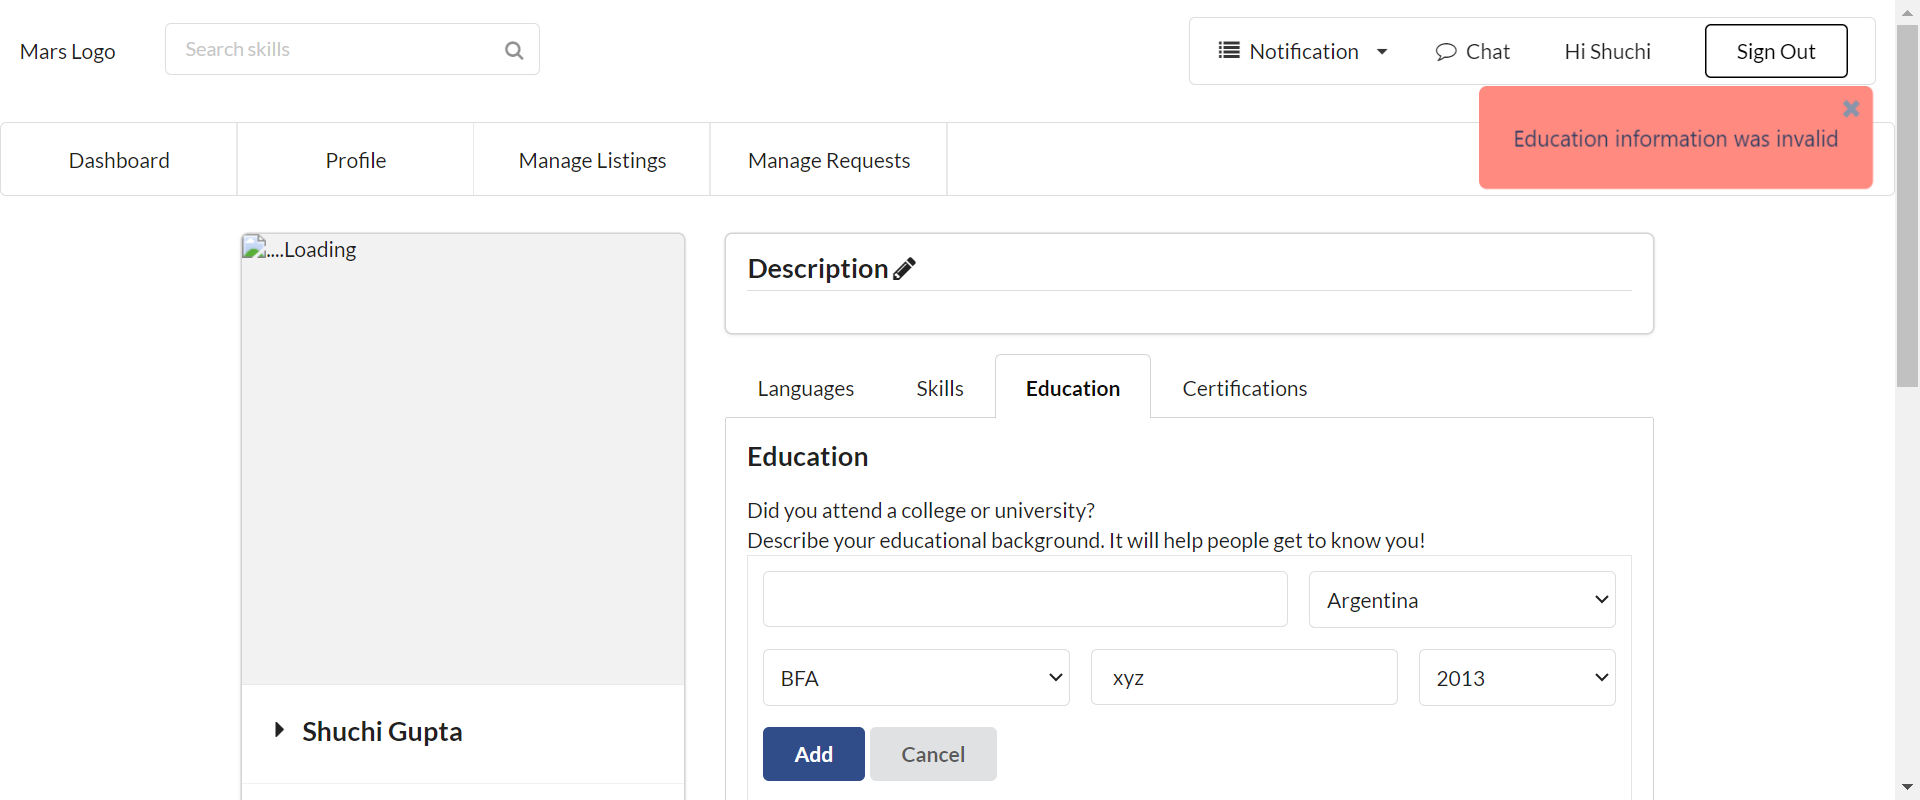 Mars Logo
Search skills
Notification
Chat
Hi Shuchi
Sign Out
Education information was invalid
Dashboard
Profile
Manage Listings
Manage Requests
....Loading
Description
Languages
Skills
Education
Certifications
Education
Did you attend a college or university?
Describe your educational background. It will help people get to know you!
Argentina
BFA
xyz
2013
Add
Cancel
Shuchi Gupta